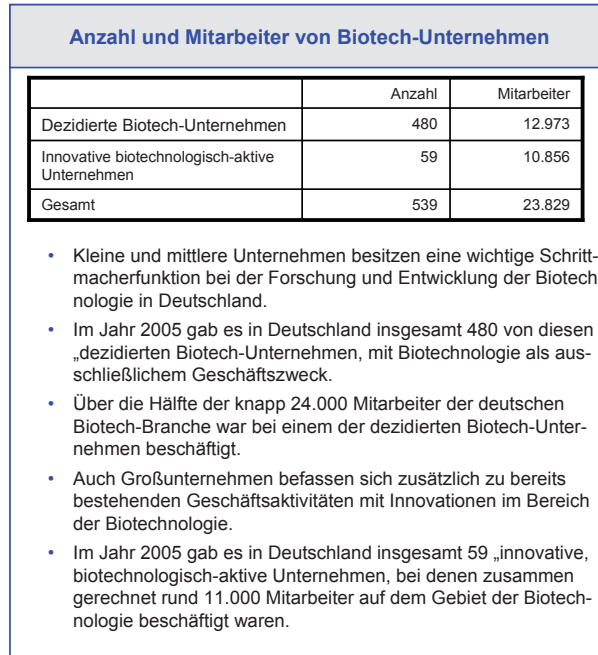 Anzahl und Mitarbeiter von Biotech-Unternehmen
Anzahl Mitarbeiter
Dezidierte Biotech-Unternehmen 480 12.973
Innovative biotechnologisch-aktive
Unternehmen 59 10.856
Gesamt 539 23.829
• Kleine und mittlere Unternehmen besitzen eine wichtige Schritt-
macherfunktion bei der Forschung und Entwicklung der Biotech
nologie in Deutschland.
• Im Jahr 2005 gab es in Deutschland insgesamt 480 von diesen
„dezidierten Biotech-Unternehmen, mit Biotechnologie als aus-
schließlichem Geschäftszweck.
• Über die Hälfte der knapp 24.000 Mitarbeiter der deutschen
Biotech-Branche war bei einem der dezidierten Biotech-Unter-
nehmen beschäftigt.
• Auch Großunternehmen befassen sich zusätzlich zu bereits
bestehenden Geschäftsaktivitäten mit Innovationen im Bereich
der Biotechnologie.
• Im Jahr 2005 gab es in Deutschland insgesamt 59 „innovative,
biotechnologisch-aktive Unternehmen, bei denen zusammen
gerechnet rund 11.000 Mitarbeiter auf dem Gebiet der Biotech-
nologie beschäftigt waren.